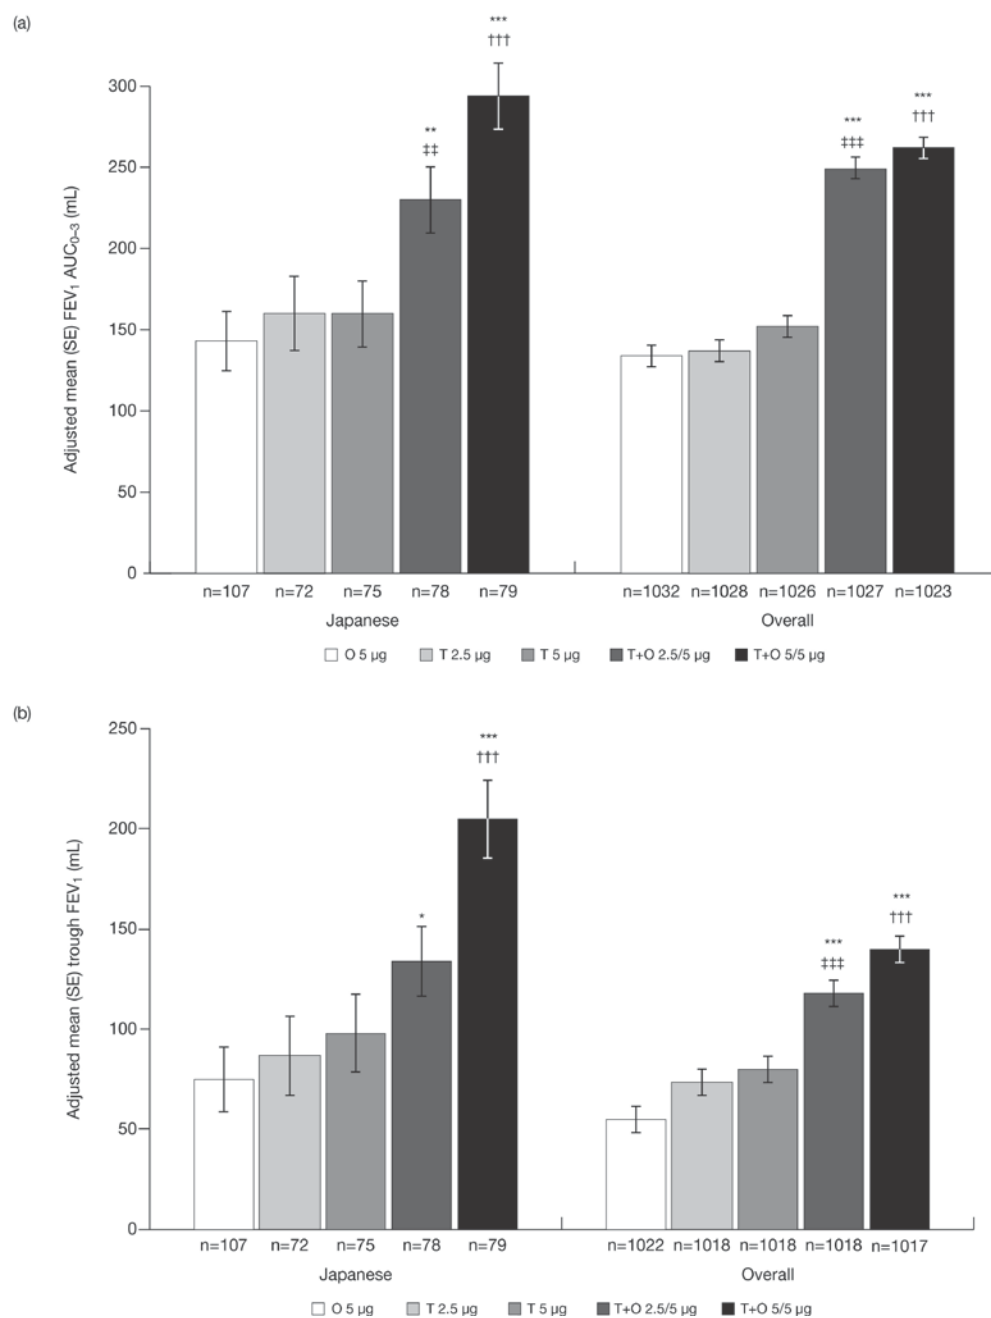 (a)
Adjusted mean (SE) FEV₁ AUC₀₋₃ (mL)
300
250
200
150
100
50
0
**
‡‡
***
†††
***
‡‡‡
***
†††
n=107 n=72 n=75 n=78 n=79
n=1032 n=1028 n=1026 n=1027 n=1023
Japanese Overall
O 5 µg T 2.5 µg T 5 µg T+O 2.5/5 µg T+O 5/5 µg
(b)
Adjusted mean (SE) trough FEV₁ (mL)
250
200
150
100
50
0
*
***
†††
***
‡‡‡
***
†††
n=107 n=72 n=75 n=78 n=79
n=1022 n=1018 n=1018 n=1018 n=1017
Japanese Overall
O 5 µg T 2.5 µg T 5 µg T+O 2.5/5 µg T+O 5/5 µg